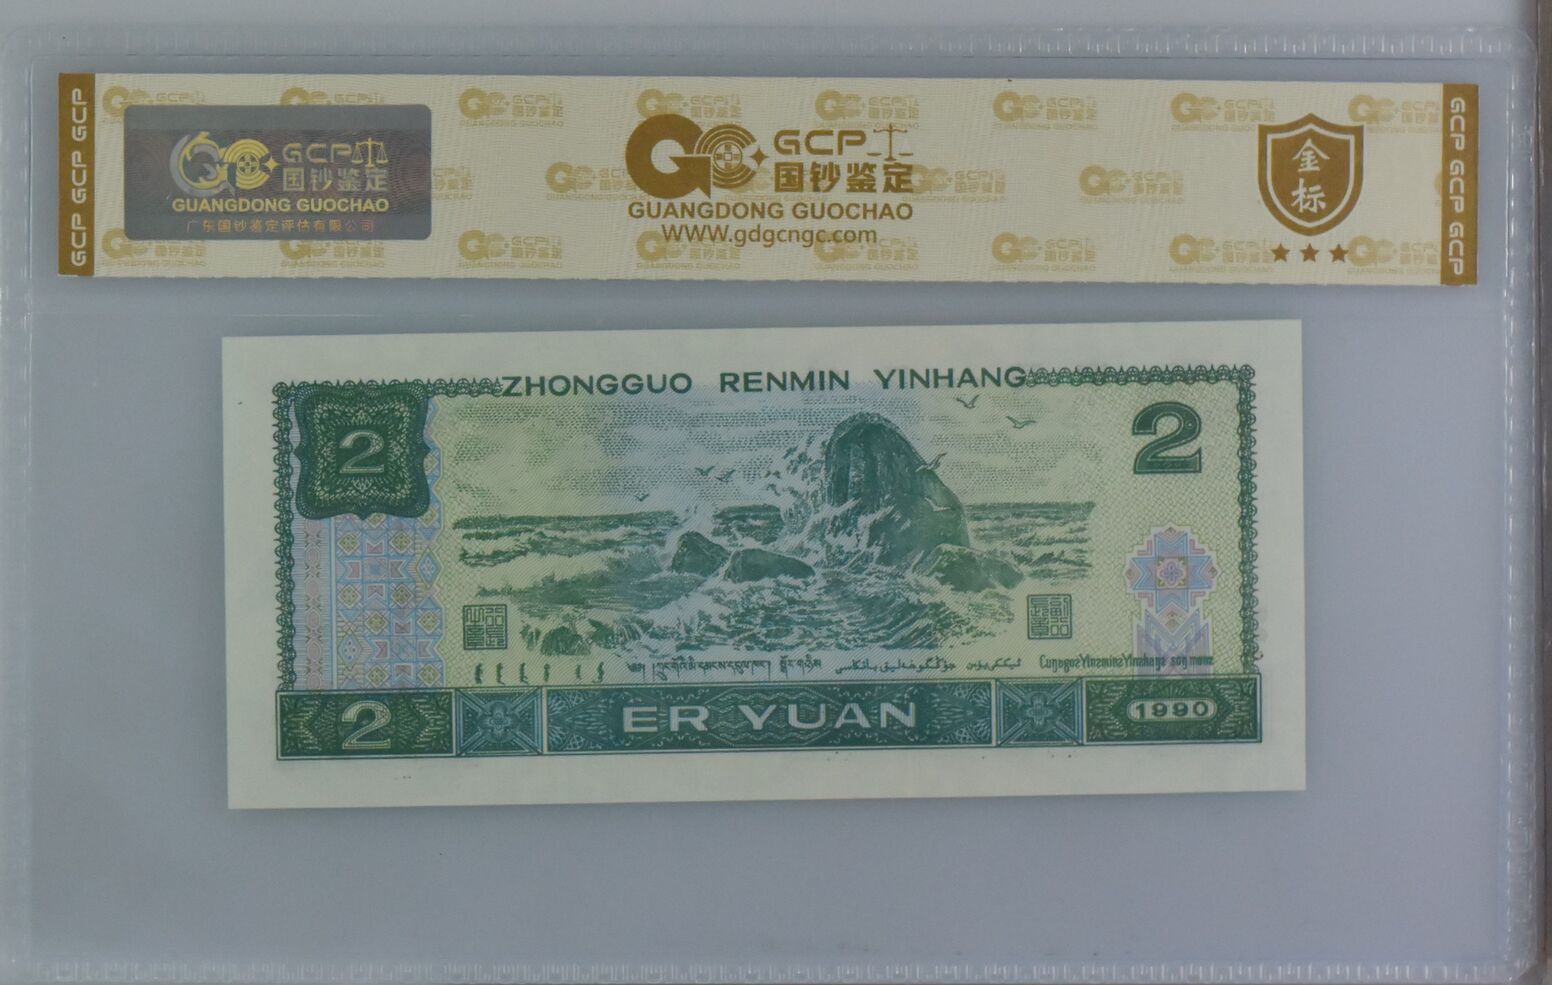 GCP GCP GCP
GCP
国钞鉴定
GUANGDONG GUOCHAO
广东国钞鉴定评估有限公司
GCP
国钞鉴定
GUANGDONG GUOCHAO
WWW.gdgcngc.com
金
标
GCP GCP GCP
ZHONGGUO RENMIN YINHANG
2
2
2
ER YUAN
1990